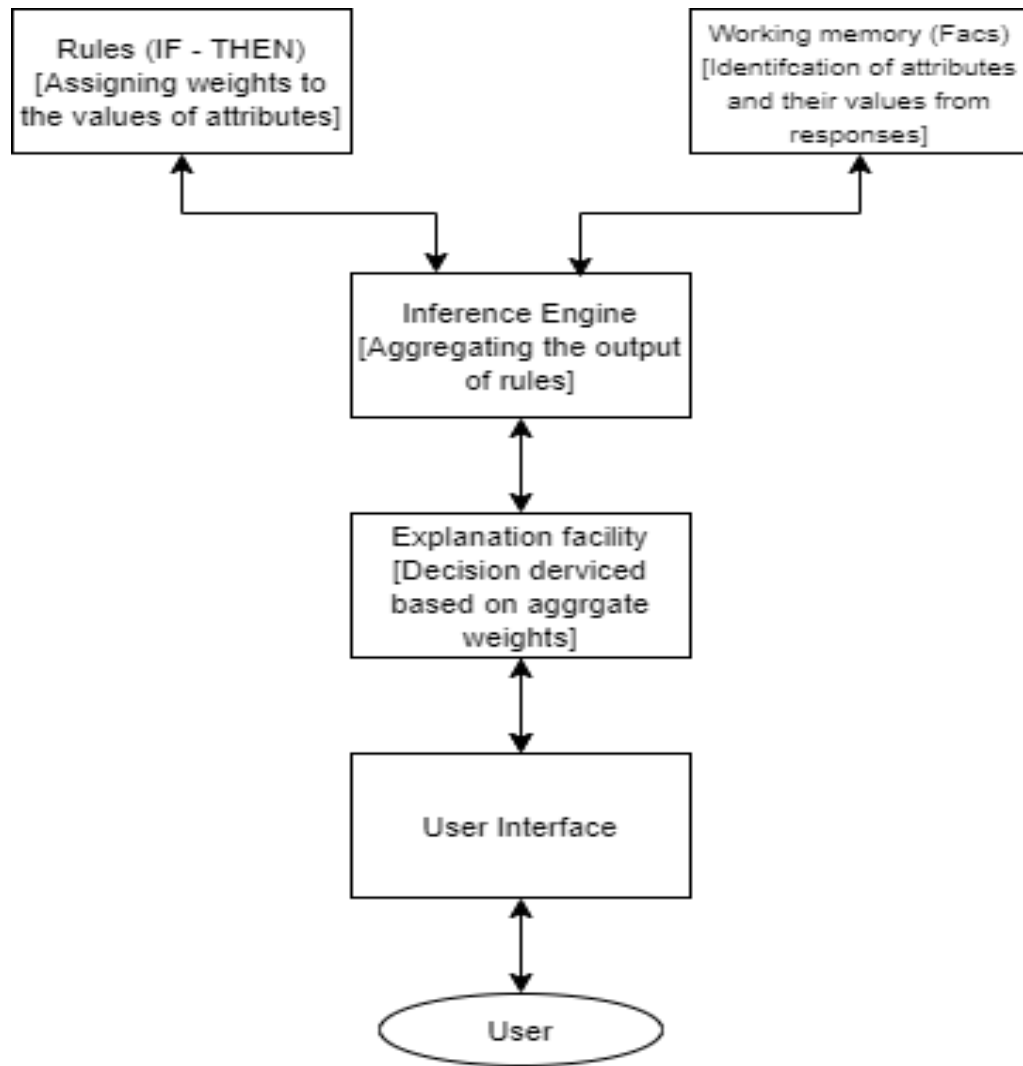 Rules (IF - THEN)
[Assigning weights to
the values of attributes]
Working memory (Facs)
[Identifcation of attributes
and their values from
responses]
Inference Engine
[Aggregating the output
of rules]
Explanation facility
[Decision derviced
based on aggrgate
weights]
User Interface
User